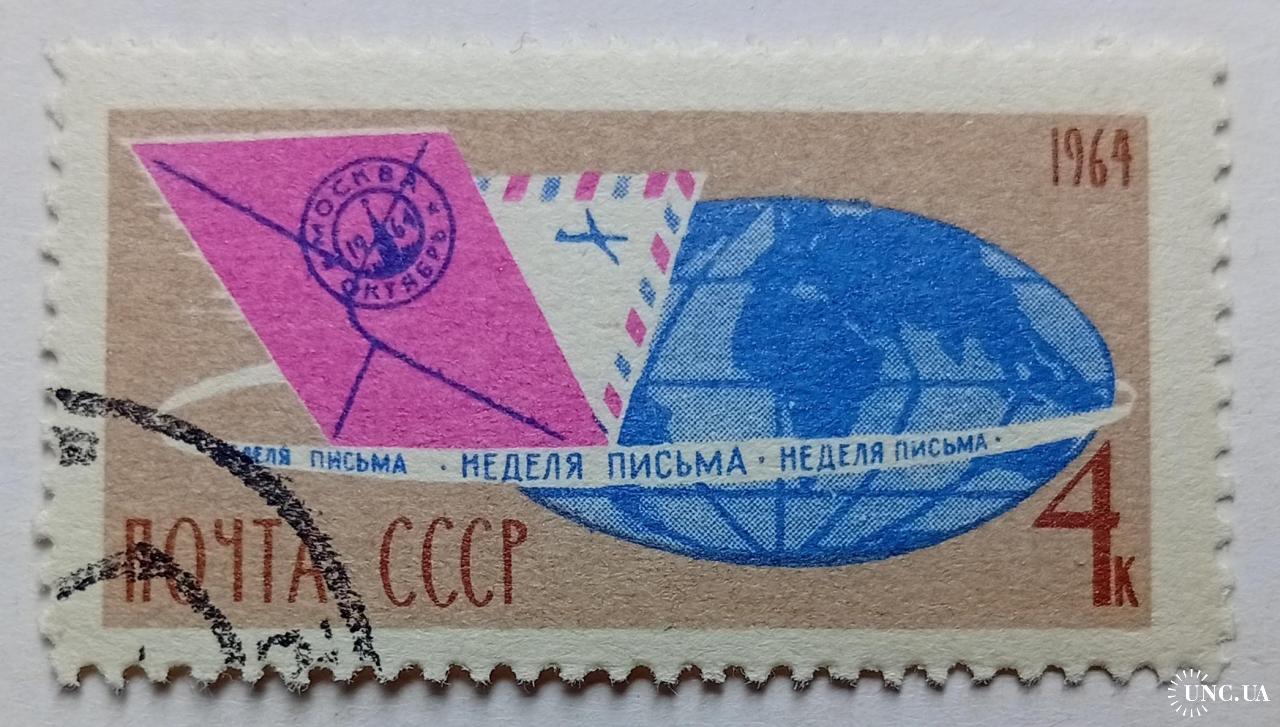 1964
МОСКВА
1964
ОКТЯБРЬ
ПИСЬМА · НЕДЕЛЯ ПИСЬМА · НЕДЕЛЯ ПИСЬМА ·
ПОЧТА СССР
4к
UNC.UA